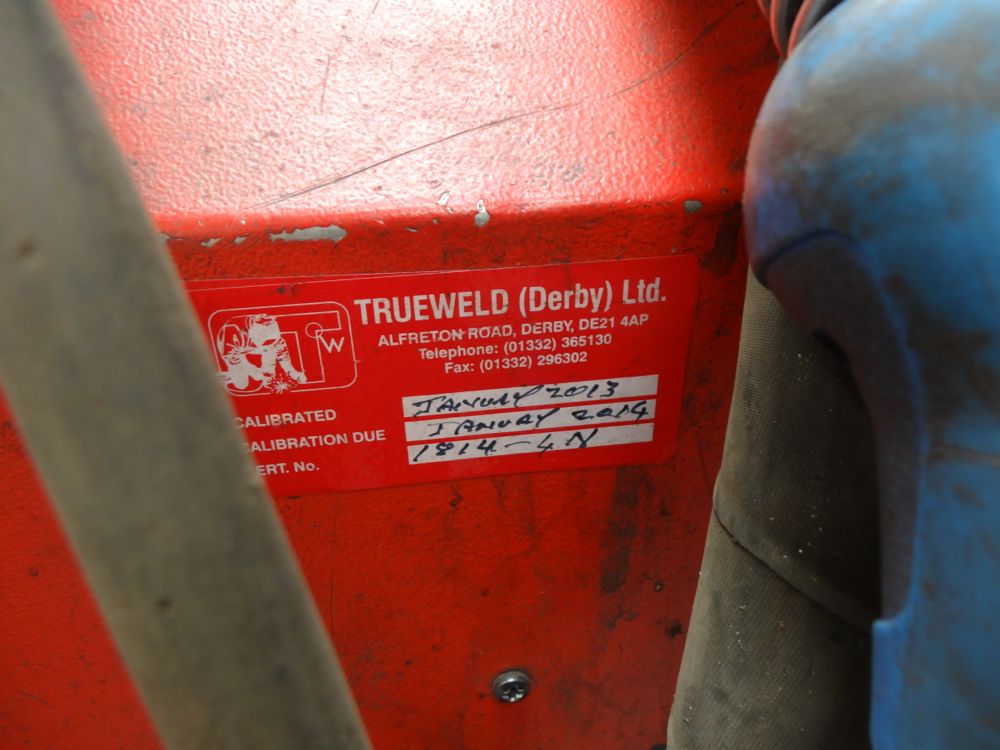 TW
TRUEWELD (Derby) Ltd.
ALFRETON ROAD, DERBY, DE21 4AP
Telephone: (01332) 365130
Fax: (01332) 296302
CALIBRATED JANUARY 2013
ALIBRATION DUE JANUARY 2014
ERT. No. 1814-4N